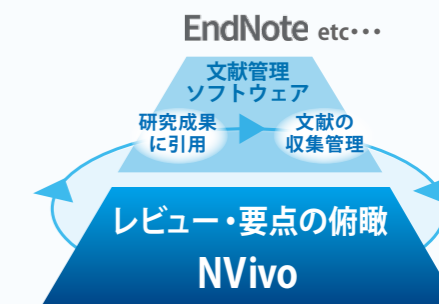 EndNote etc・・・
文献管理
ソフトウェア
研究成果
に引用
文献の
収集管理
レビュー・要点の俯瞰
NVivo